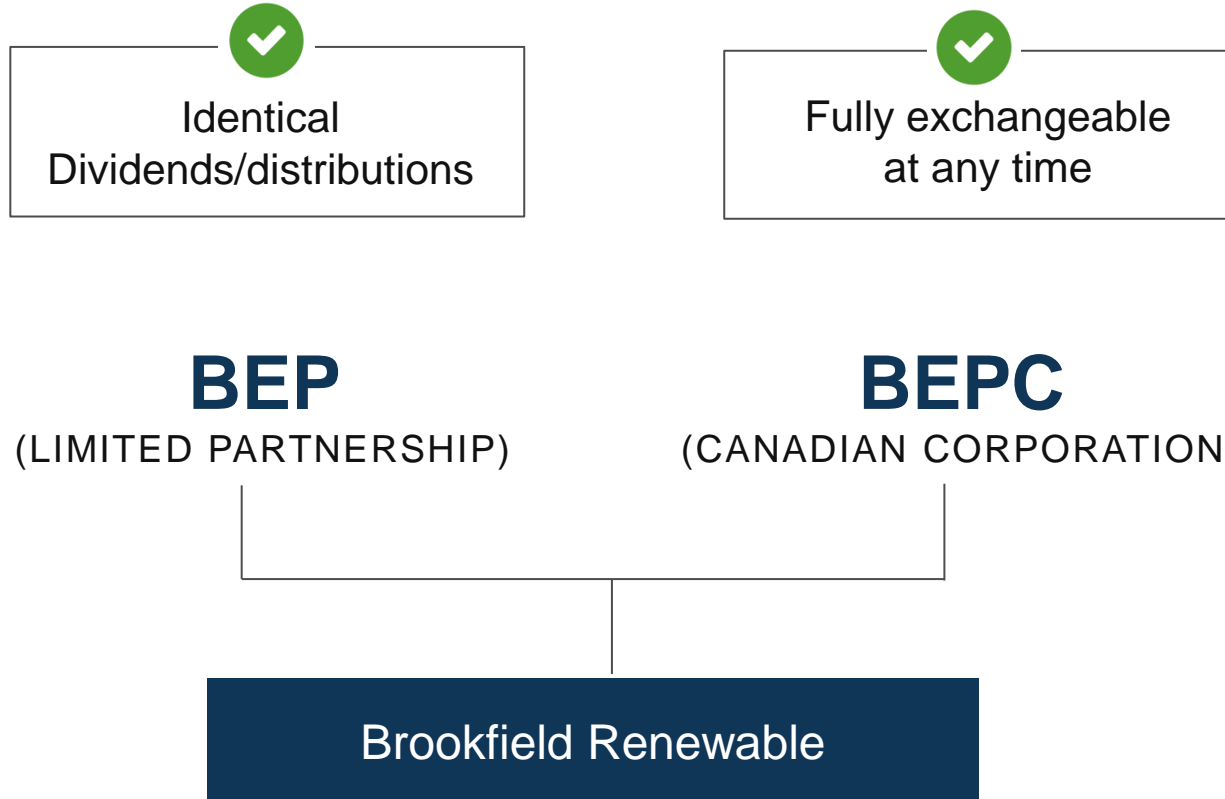 Identical
Dividends/distributions
Fully exchangeable
at any time
BEP
(LIMITED PARTNERSHIP)
BEPC
(CANADIAN CORPORATION
Brookfield Renewable